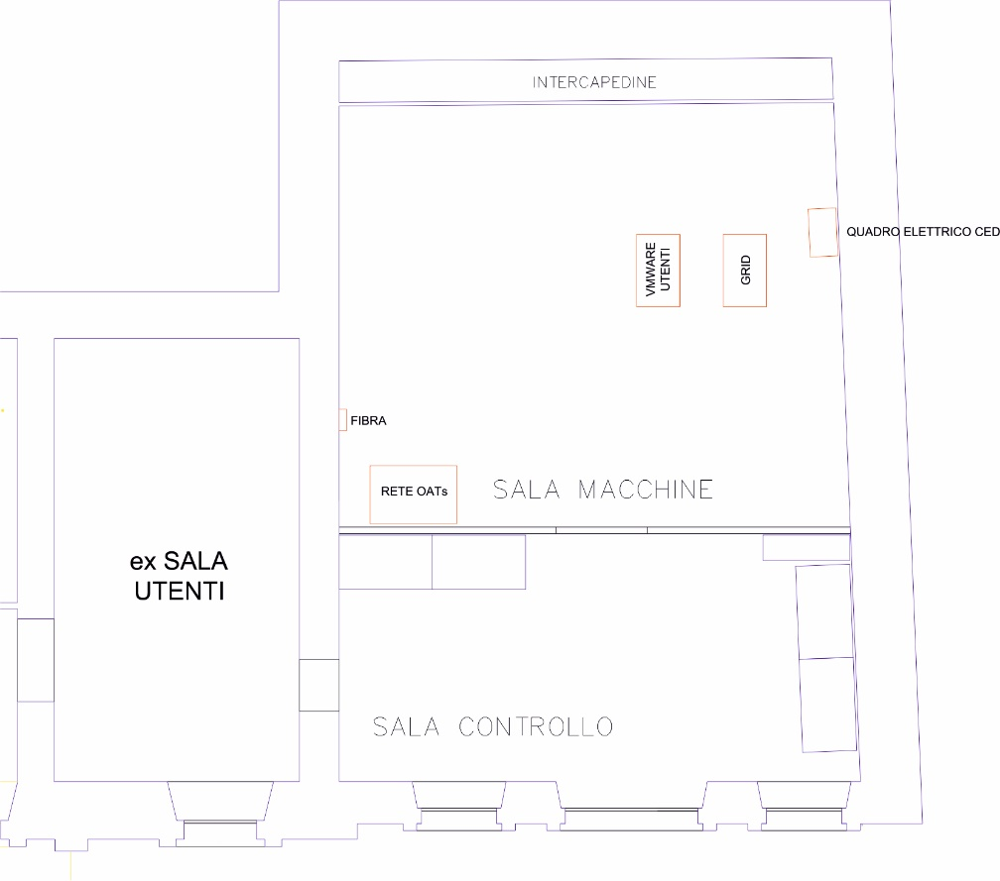 INTERCAPEDINE
QUADRO ELETTRICO CED
VMWARE
UTENTI
GRID
FIBRA
RETE OATs
SALA MACCHINE
ex SALA
UTENTI
SALA CONTROLLO